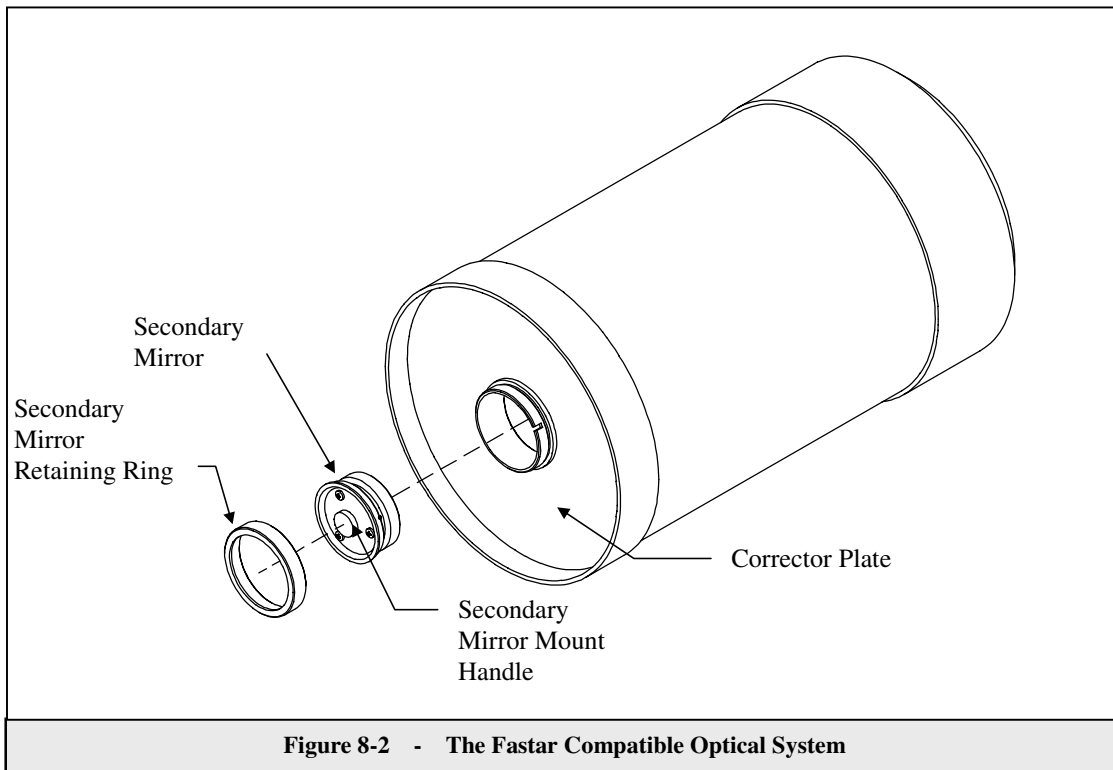 Secondary
Mirror
Secondary
Mirror
Retaining Ring
Corrector Plate
Secondary
Mirror Mount
Handle
Figure 8-2 - The Fastar Compatible Optical System